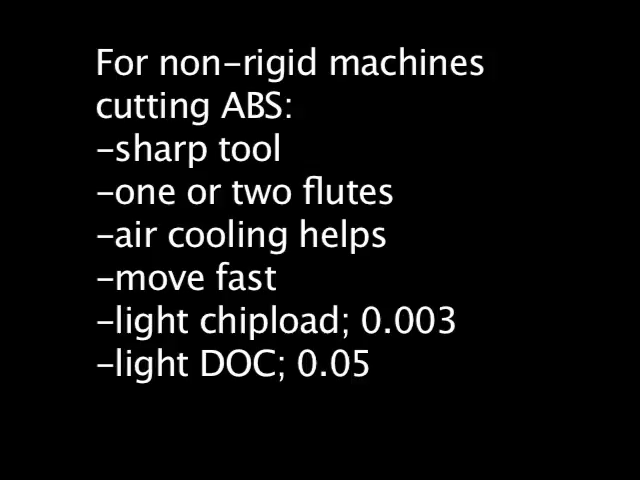 For non-rigid machines
cutting ABS:
-sharp tool
-one or two flutes
-air cooling helps
-move fast
-light chipload; 0.003
-light DOC; 0.05